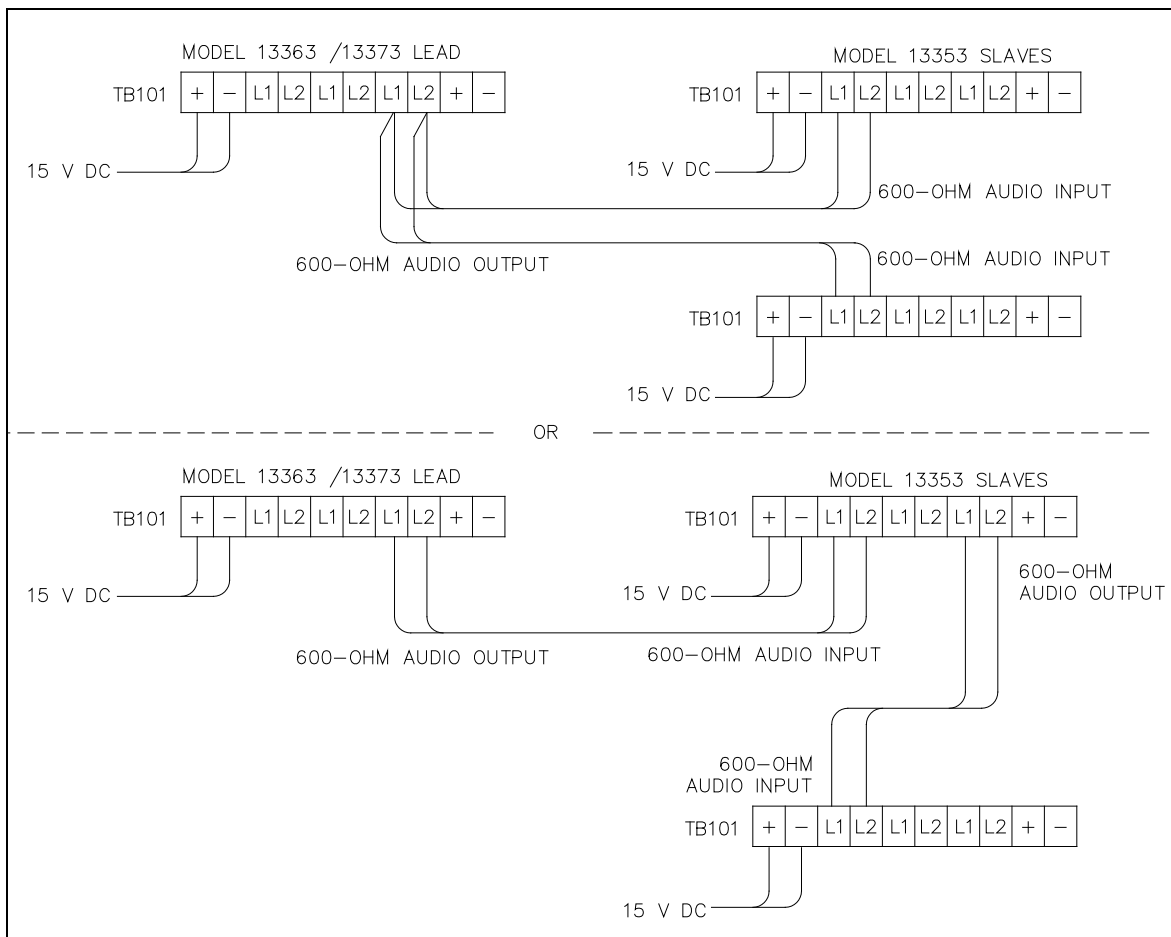 MODEL 13363 /13373 LEAD
MODEL 13353 SLAVES
TB101 + − L1 L2 L1 L2 L1 L2 + −
TB101 + − L1 L2 L1 L2 L1 L2 + −
15 V DC
15 V DC
600−OHM AUDIO INPUT
600−OHM AUDIO OUTPUT
600−OHM AUDIO INPUT
TB101 + − L1 L2 L1 L2 L1 L2 + −
15 V DC
OR
MODEL 13363 /13373 LEAD
MODEL 13353 SLAVES
TB101 + − L1 L2 L1 L2 L1 L2 + −
TB101 + − L1 L2 L1 L2 L1 L2 + −
15 V DC
15 V DC
600−OHM
AUDIO OUTPUT
600−OHM AUDIO OUTPUT
600−OHM AUDIO INPUT
600−OHM
AUDIO INPUT
TB101 + − L1 L2 L1 L2 L1 L2 + −
15 V DC